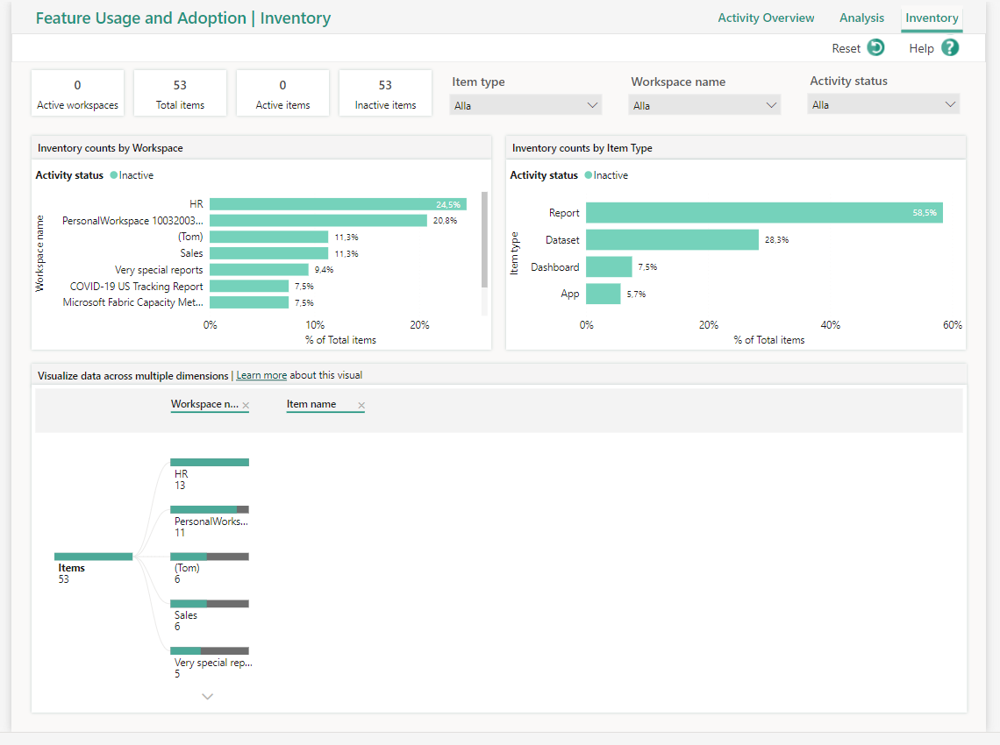 Feature Usage and Adoption | Inventory
Activity Overview
Analysis
Inventory
Reset
Help
?
0
Active workspaces
53
Total items
0
Active items
53
Inactive items
Item type
Alla
Workspace name
Alla
Activity status
Alla
Inventory counts by Workspace
Activity status Inactive
Workspace name
HR 24,5%
PersonalWorkspace 10032003... 20,8%
(Tom) 11,3%
Sales 11,3%
Very special reports 9,4%
COVID-19 US Tracking Report 7,5%
Microsoft Fabric Capacity Met... 7,5%
0% 10% 20%
% of Total items
Inventory counts by Item Type
Activity status Inactive
Item type
Report 58,5%
Dataset 28,3%
Dashboard 7,5%
App 5,7%
0% 20% 40% 60%
% of Total items
Visualize data across multiple dimensions | Learn more about this visual
Workspace n...
Item name
Items
53
HR
13
PersonalWorks...
11
(Tom)
6
Sales
6
Very special rep...
5